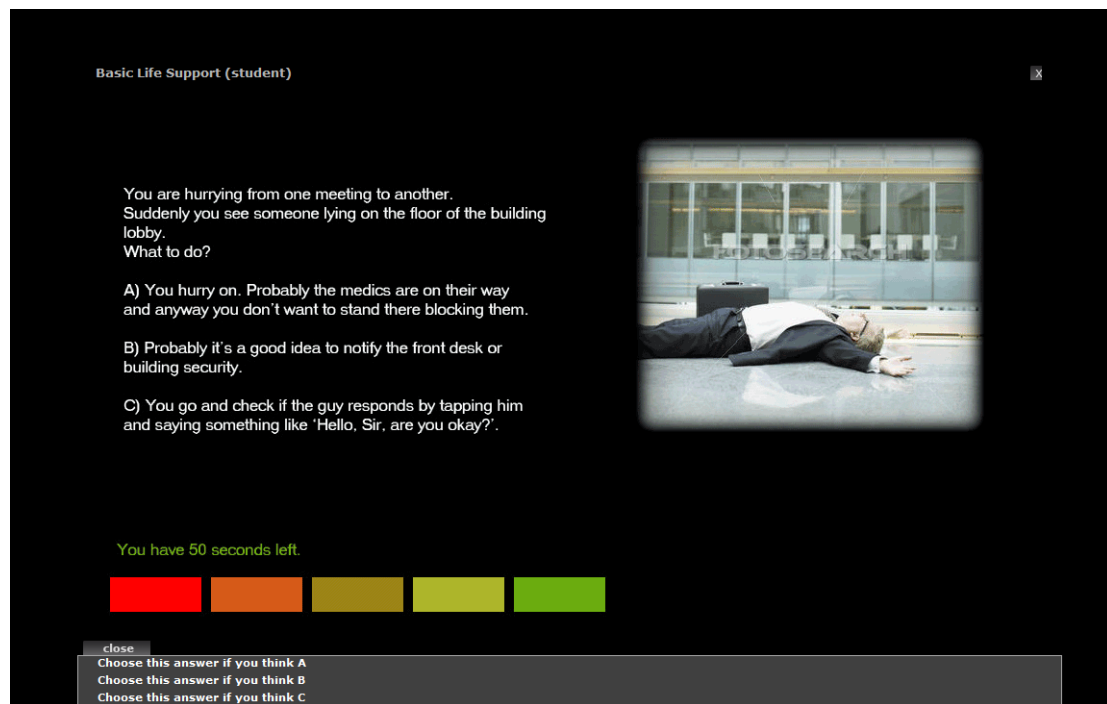 Basic Life Support (student)
X
You are hurrying from one meeting to another.
Suddenly you see someone lying on the floor of the building
lobby.
What to do?
A) You hurry on. Probably the medics are on their way
and anyway you don't want to stand there blocking them.
B) Probably it's a good idea to notify the front desk or
building security.
C) You go and check if the guy responds by tapping him
and saying something like 'Hello, Sir, are you okay?'.
FOTOSEARCH
You have 50 seconds left.
close
Choose this answer if you think A
Choose this answer if you think B
Choose this answer if you think C